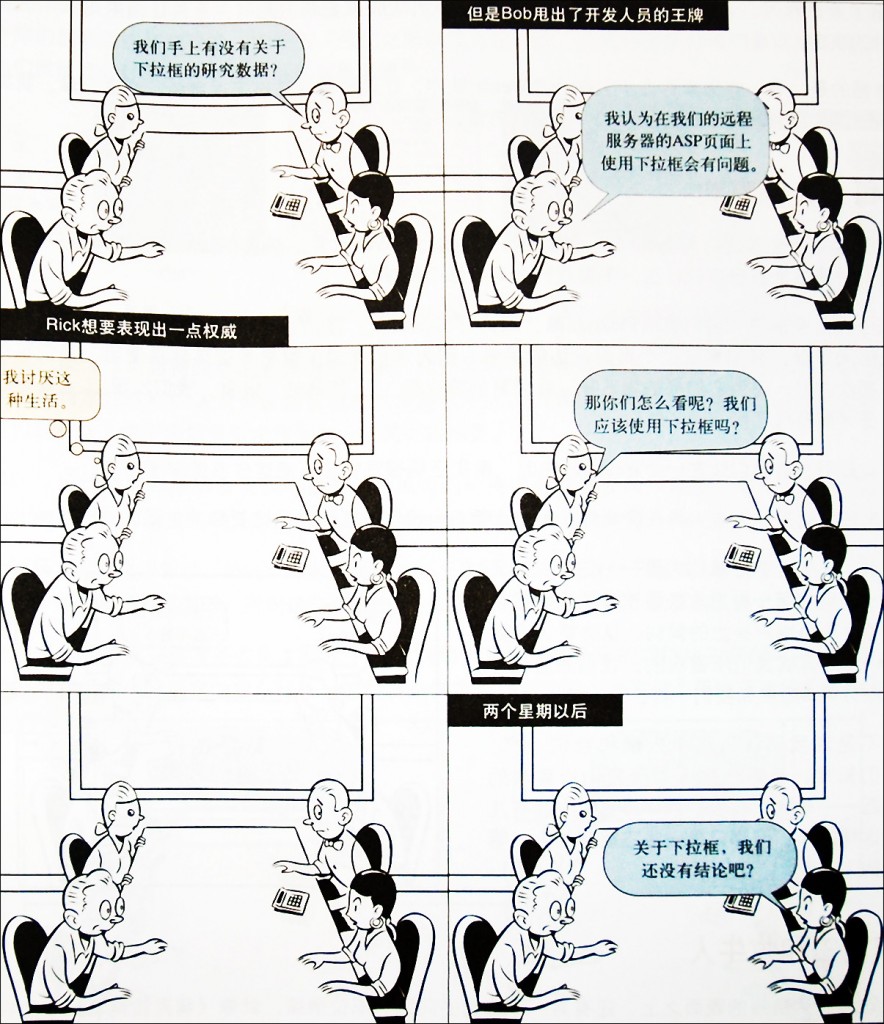 我们手上有没有关于
下拉框的研究数据?
但是Bob甩出了开发人员的王牌
我认为在我们的远程
服务器的ASP页面上
使用下拉框会有问题。
Rick想要表现出一点权威
我讨厌这
种生活。
那你们怎么看呢? 我们
应该使用下拉框吗?
两个星期以后
关于下拉框, 我们
还没有结论吧?